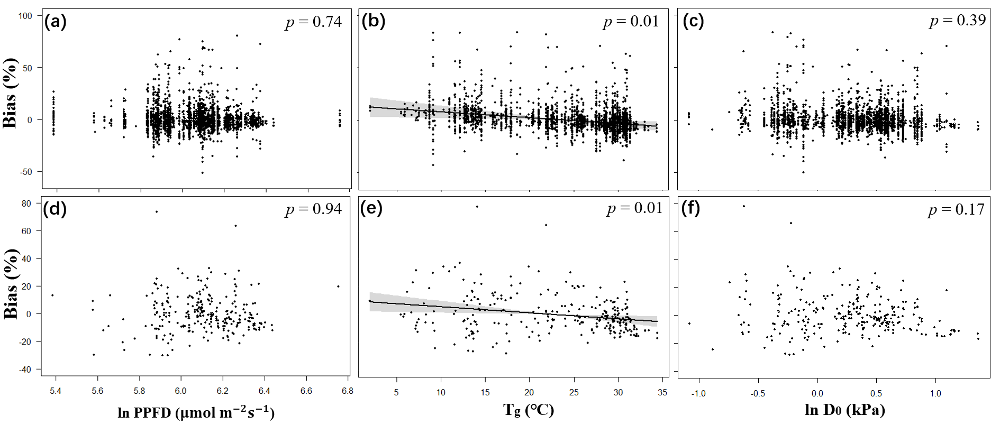 (a) p = 0.74
(b) p = 0.01
(c) p = 0.39
Bias (%)
100
50
0
-50
(d) p = 0.94
(e) p = 0.01
(f) p = 0.17
Bias (%)
80
60
40
20
0
-20
-40
5.4 5.6 5.8 6.0 6.2 6.4 6.6 6.8
5 10 15 20 25 30 35
-1.0 -0.5 0.0 0.5 1.0
ln PPFD (μmol m⁻²s⁻¹)
Tg (°C)
ln D0 (kPa)